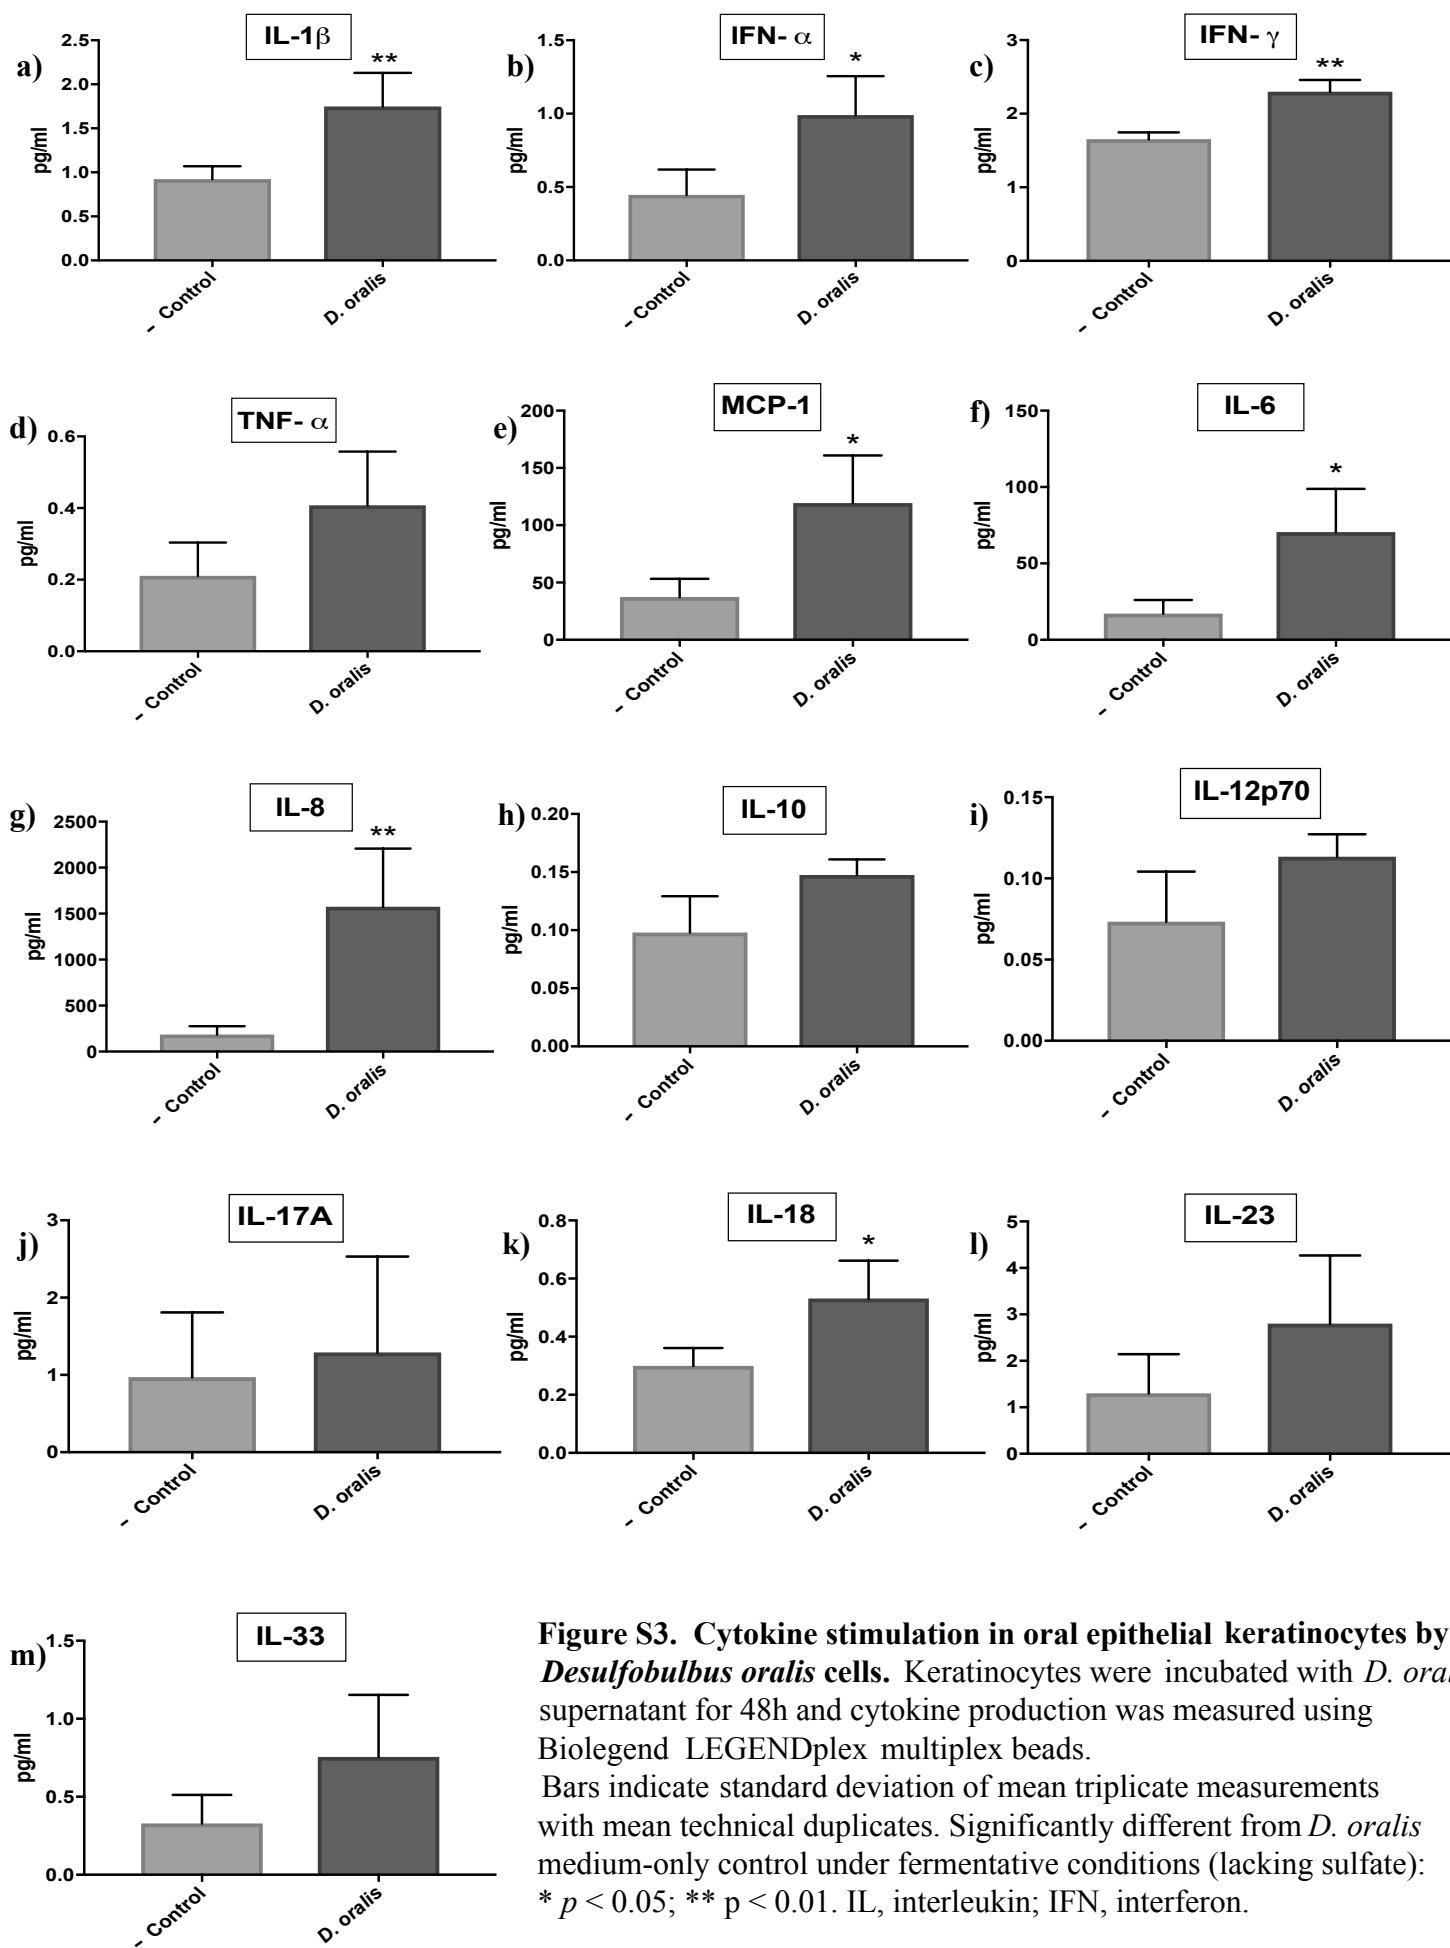 a)
IL-1β
2.5
2.0
1.5
1.0
0.5
0.0
pg/ml
**
- Control
D. oralis
b)
IFN- α
1.5
1.0
0.5
0.0
pg/ml
*
- Control
D. oralis
c)
IFN- γ
3
2
1
0
pg/ml
**
- Control
D. oralis
d)
TNF- α
0.6
0.4
0.2
0.0
pg/ml
- Control
D. oralis
e)
MCP-1
200
150
100
50
0
pg/ml
*
- Control
D. oralis
f)
IL-6
150
100
50
0
pg/ml
*
- Control
D. oralis
g)
IL-8
2500
2000
1500
1000
500
0
pg/ml
**
- Control
D. oralis
h)
IL-10
0.20
0.15
0.10
0.05
0.00
pg/ml
- Control
D. oralis
i)
IL-12p70
0.15
0.10
0.05
0.00
pg/ml
- Control
D. oralis
j)
IL-17A
3
2
1
0
pg/ml
- Control
D. oralis
k)
IL-18
0.8
0.6
0.4
0.2
0.0
pg/ml
*
- Control
D. oralis
l)
IL-23
5
4
3
2
1
0
pg/ml
- Control
D. oralis
m)
IL-33
1.5
1.0
0.5
0.0
pg/ml
- Control
D. oralis
Figure S3. Cytokine stimulation in oral epithelial keratinocytes by
Desulfobulbus oralis cells. Keratinocytes were incubated with D. oral
supernatant for 48h and cytokine production was measured using
Biolegend LEGENDplex multiplex beads.
Bars indicate standard deviation of mean triplicate measurements
with mean technical duplicates. Significantly different from D. oralis
medium-only control under fermentative conditions (lacking sulfate):
* p < 0.05; ** p < 0.01. IL, interleukin; IFN, interferon.